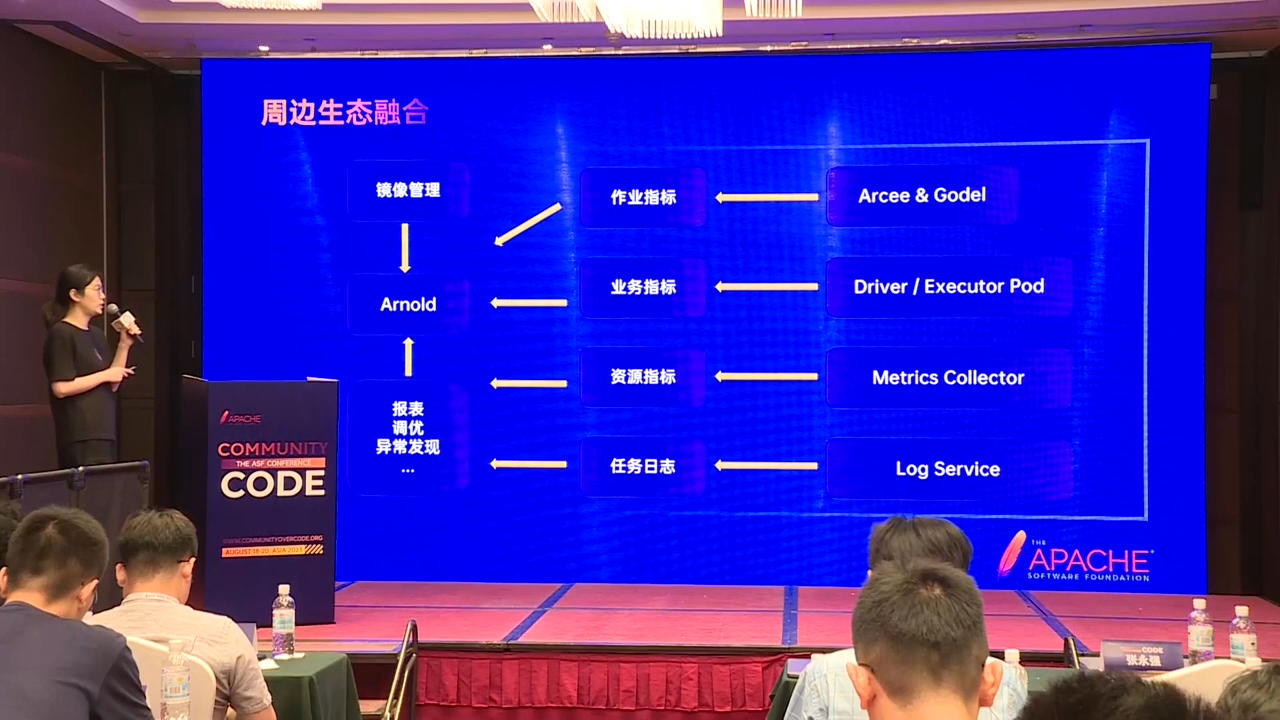 周边生态融合
镜像管理
作业指标
Arcee & Godel
Arnold
业务指标
Driver / Executor Pod
报表
调优
异常发现
...
资源指标
Metrics Collector
任务日志
Log Service
THE
APACHE
SOFTWARE FOUNDATION
APACHE
COMMUNITY
THE ASF CONFERENCE
CODE
WWW.COMMUNITYOVERCODE.ORG
AUGUST 18-20, ASIA 2023
CODE
张永强